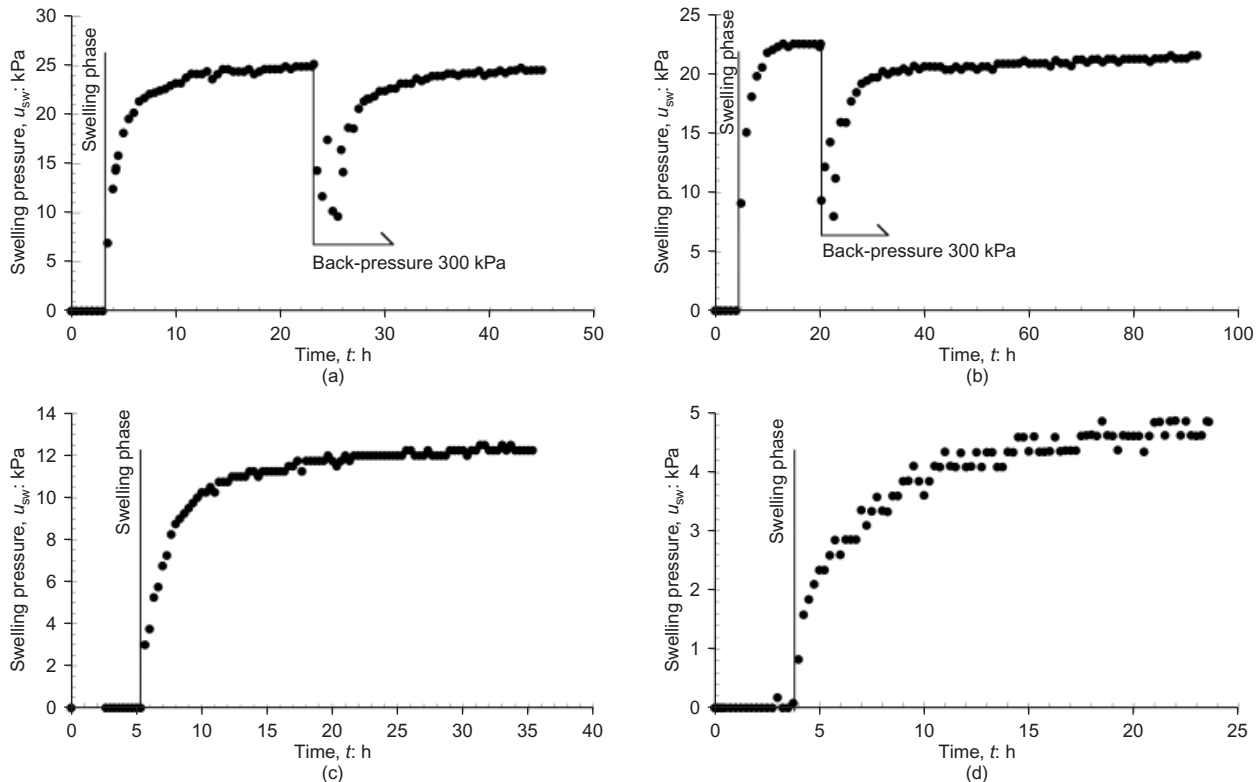 30
25
20
15
10
5
0
Swelling pressure, usw: kPa
Swelling phase
Back-pressure 300 kPa
0 10 20 30 40 50
Time, t: h
(a)
25
20
15
10
5
0
Swelling pressure, usw: kPa
Swelling phase
Back-pressure 300 kPa
0 20 40 60 80 100
Time, t: h
(b)
14
12
10
8
6
4
2
0
Swelling pressure, usw: kPa
Swelling phase
0 5 10 15 20 25 30 35 40
Time, t: h
(c)
5
4
3
2
1
0
Swelling pressure, usw: kPa
Swelling phase
0 5 10 15 20 25
Time, t: h
(d)